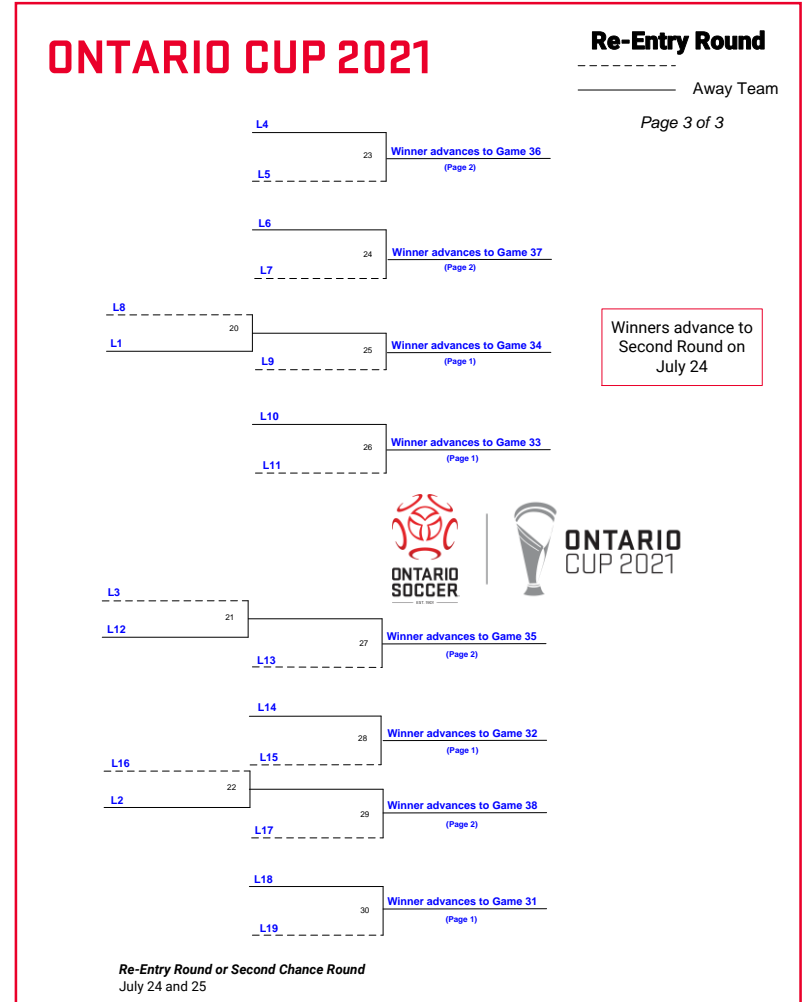 ONTARIO CUP 2021
Re-Entry Round
Away Team
Page 3 of 3
L4
23
Winner advances to Game 36
(Page 2)
L5
L6
24
Winner advances to Game 37
(Page 2)
L7
L8
20
L1
25
Winner advances to Game 34
(Page 1)
L9
Winners advance to
Second Round on
July 24
L10
26
Winner advances to Game 33
(Page 1)
L11
ONTARIO
SOCCER
EST 1901
ONTARIO
CUP 2021
L3
21
L12
27
Winner advances to Game 35
(Page 2)
L13
L14
28
Winner advances to Game 32
(Page 1)
L15
L16
22
L2
29
Winner advances to Game 38
(Page 2)
L17
L18
30
Winner advances to Game 31
(Page 1)
L19
Re-Entry Round or Second Chance Round
July 24 and 25